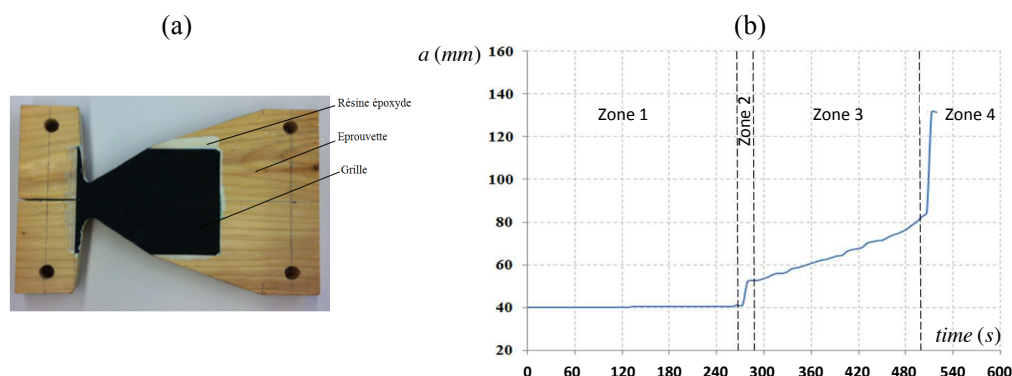 (a)
(b)
Résine époxyde
Eprouvette
Grille
a (mm)
160
140
120
100
80
60
40
20
Zone 1
Zone 2
Zone 3
Zone 4
time (s)
0 60 120 180 240 300 360 420 480 540 600